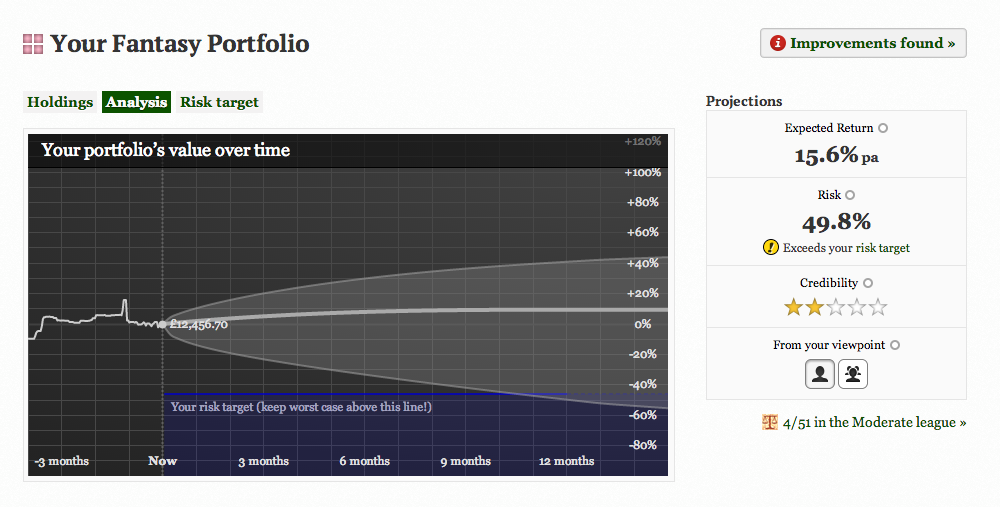 Your Fantasy Portfolio
Improvements found »
Holdings Analysis Risk target
Your portfolio's value over time
+120%
+100%
+80%
+60%
+40%
+20%
£12,456.70
0%
-20%
-40%
Your risk target (keep worst case above this line!)
-60%
-80%
-3 months Now 3 months 6 months 9 months 12 months
Projections
Expected Return
15.6% pa
Risk
49.8%
! Exceeds your risk target
Credibility
From your viewpoint
4/51 in the Moderate league »